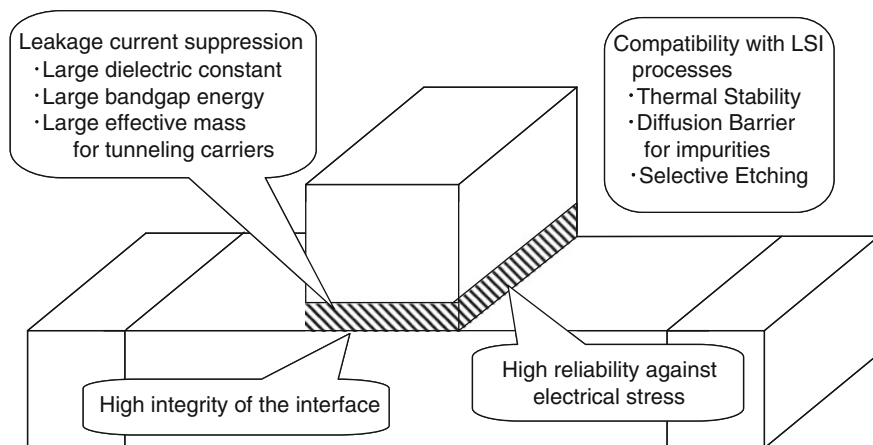 Leakage current suppression
・Large dielectric constant
・Large bandgap energy
・Large effective mass
for tunneling carriers
Compatibility with LSI
processes
・Thermal Stability
・Diffusion Barrier
for impurities
・Selective Etching
High integrity of the interface
High reliability against
electrical stress